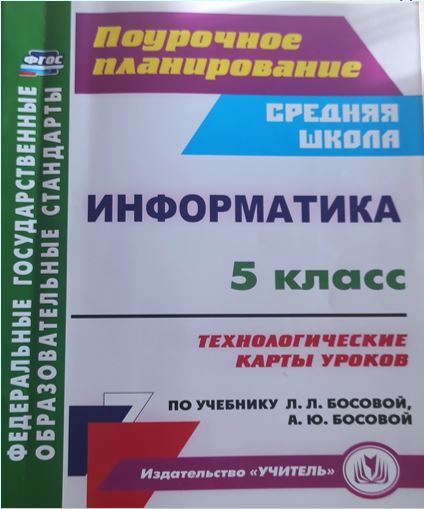 ФГОС
ФЕДЕРАЛЬНЫЕ ГОСУДАРСТВЕННЫЕ
ОБРАЗОВАТЕЛЬНЫЕ СТАНДАРТЫ
Поурочное
планирование
СРЕДНЯЯ
ШКОЛА
ИНФОРМАТИКА
5 класс
ТЕХНОЛОГИЧЕСКИЕ
КАРТЫ УРОКОВ
ПО УЧЕБНИКУ Л. Л. БОСОВОЙ,
А. Ю. БОСОВОЙ
Издательство «УЧИТЕЛЬ»